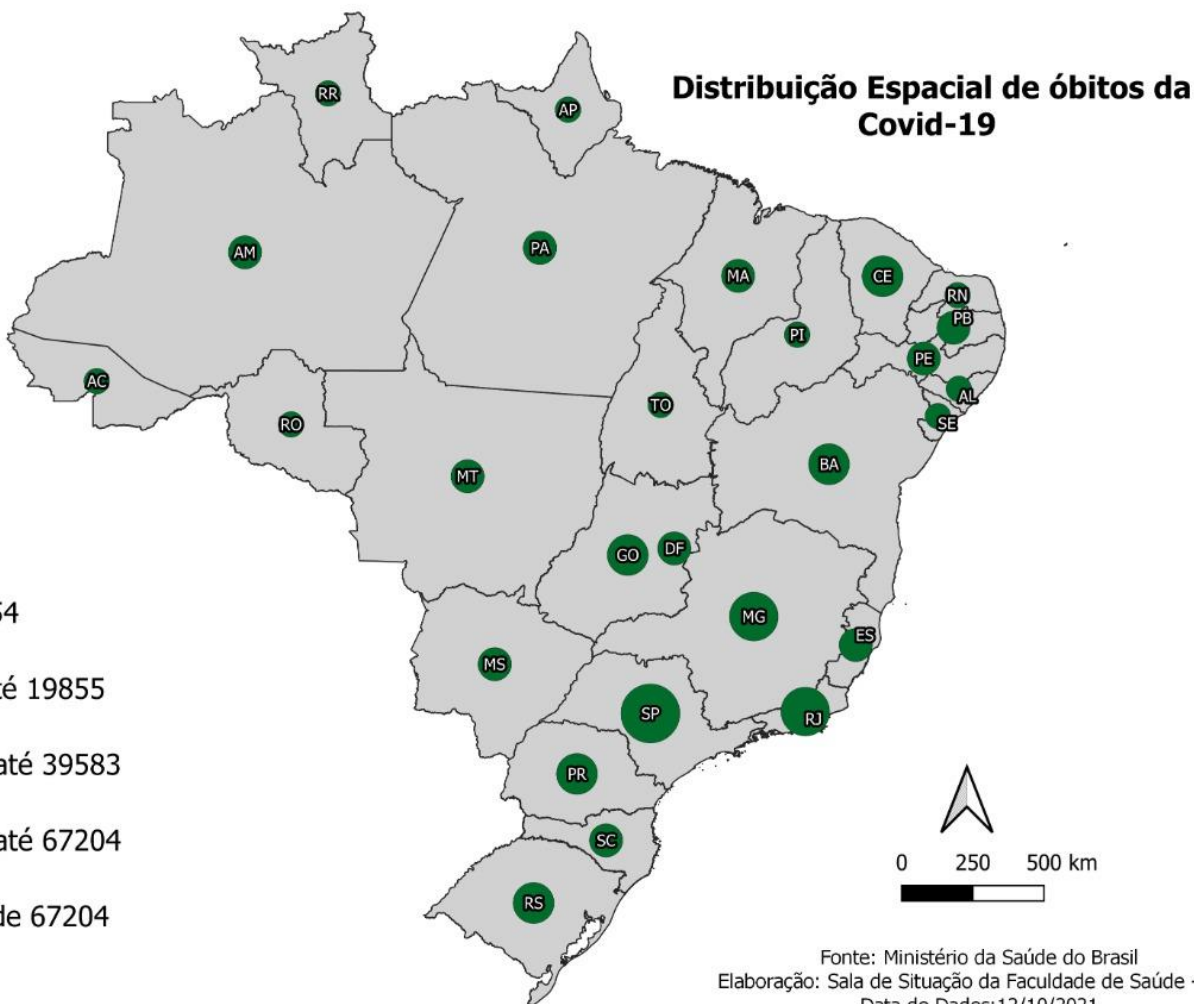 Distribuição Espacial de óbitos da
Covid-19
RR
AP
AM
PA
MA
CE
RN
PB
PI
PE
AC
TO
AL
RO
SE
BA
MT
GO
DF
MG
ES
MS
SP
RJ
PR
SC
RS
até 39583
até 67204
de 67204
19855
0 250 500 km
Fonte: Ministério da Saúde do Brasil
Elaboração: Sala de Situação da Faculdade de Saúde -